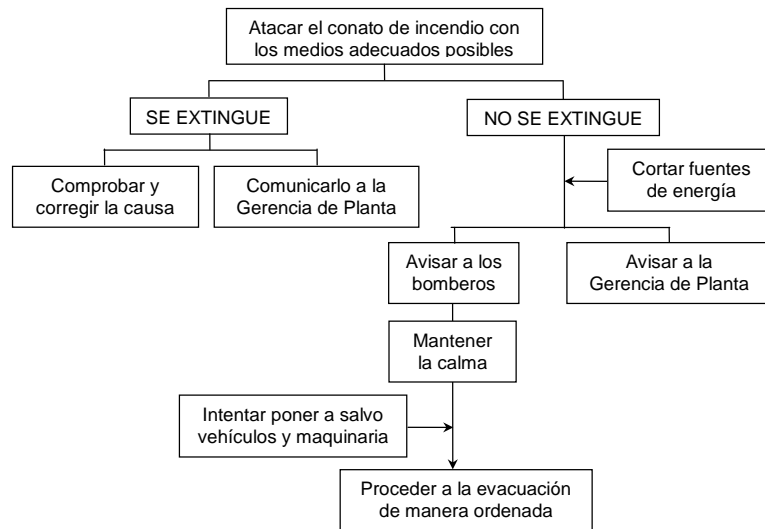 Atacar el conato de incendio con
los medios adecuados posibles
SE EXTINGUE
NO SE EXTINGUE
Comprobar y
corregir la causa
Comunicarlo a la
Gerencia de Planta
Cortar fuentes
de energía
Avisar a los
bomberos
Avisar a la
Gerencia de Planta
Mantener
la calma
Intentar poner a salvo
vehículos y maquinaria
Proceder a la evacuación
de manera ordenada